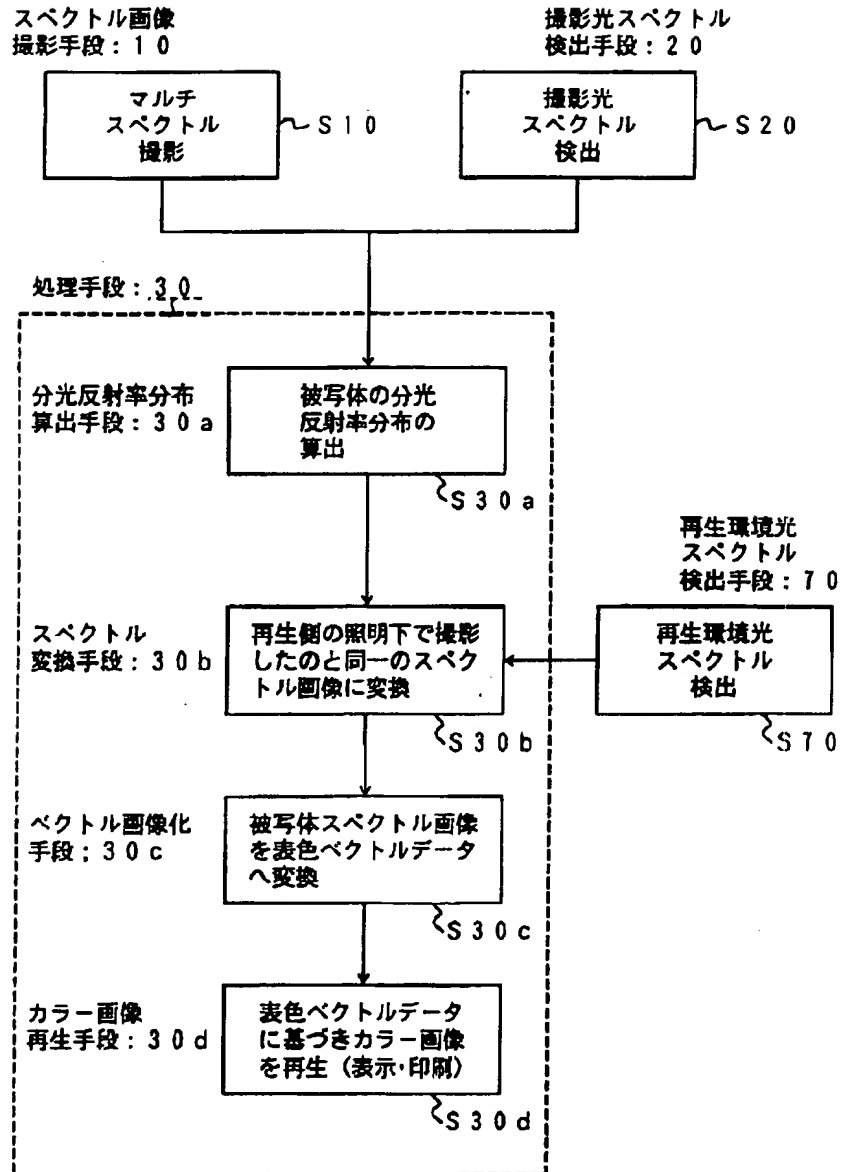 スペクトル画像
撮影手段：１０
撮影光スペクトル
検出手段：２０
マルチ
スペクトル
撮影
S10
撮影光
スペクトル
検出
S20
処理手段：３０
分光反射率分布
算出手段：３０a
被写体の分光
反射率分布の
算出
S30a
再生環境光
スペクトル
検出手段：７０
スペクトル
変換手段：３０b
再生側の照明下で撮影
したのと同一のスペク
トル画像に変換
S30b
再生環境光
スペクトル
検出
S70
ベクトル画像化
手段：３０c
被写体スペクトル画像
を表色ベクトルデータ
へ変換
S30c
カラー画像
再生手段：３０d
表色ベクトルデータ
に基づきカラー画像
を再生（表示・印刷）
S30d